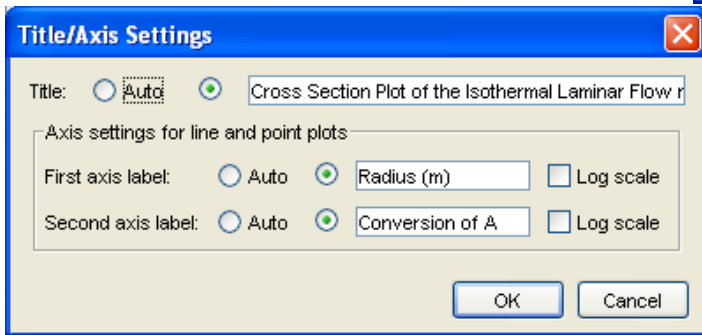 Title/Axis Settings
Title: Auto Cross Section Plot of the Isothermal Laminar Flow r
Axis settings for line and point plots
First axis label: Auto Radius (m) Log scale
Second axis label: Auto Conversion of A Log scale
OK Cancel